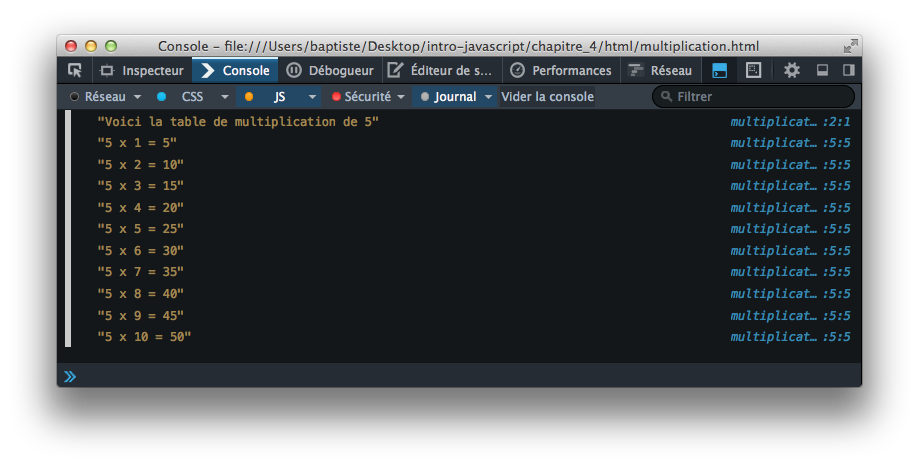 Console - file:///Users/baptiste/Desktop/intro-javascript/chapitre_4/html/multiplication.html
Inspecteur Console Débogueur Éditeur de s... Performances Réseau
Réseau CSS JS Sécurité Journal Vider la console Filtrer
"Voici la table de multiplication de 5" multiplicat… :2:1
"5 x 1 = 5" multiplicat… :5:5
"5 x 2 = 10" multiplicat… :5:5
"5 x 3 = 15" multiplicat… :5:5
"5 x 4 = 20" multiplicat… :5:5
"5 x 5 = 25" multiplicat… :5:5
"5 x 6 = 30" multiplicat… :5:5
"5 x 7 = 35" multiplicat… :5:5
"5 x 8 = 40" multiplicat… :5:5
"5 x 9 = 45" multiplicat… :5:5
"5 x 10 = 50" multiplicat… :5:5